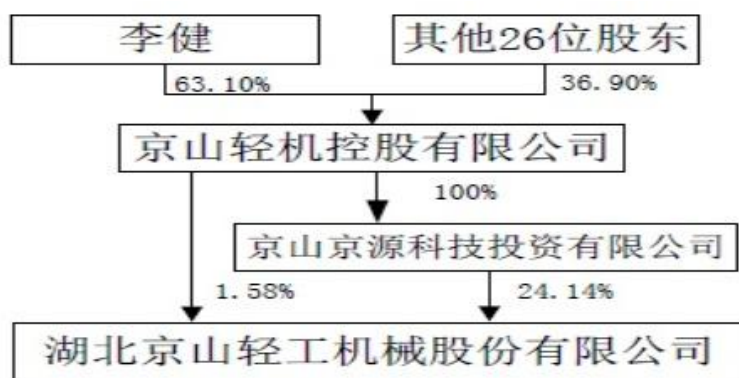 李健
其他26位股东
63.10%
36.90%
京山轻机控股有限公司
100%
京山京源科技投资有限公司
1.58%
24.14%
湖北京山轻工机械股份有限公司